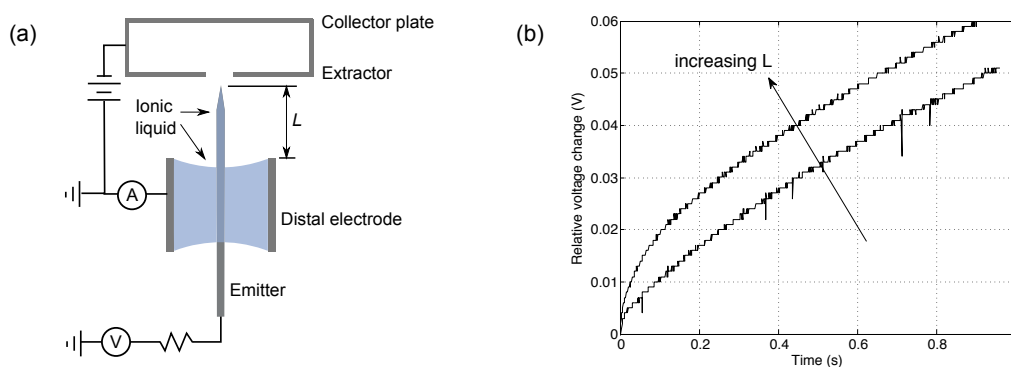 (a)
Collector plate
Extractor
Ionic
liquid
L
A
Distal electrode
Emitter
V
(b)
Relative voltage change (V)
0.06
0.05
0.04
0.03
0.02
0.01
0
increasing L
0
0.2
0.4
0.6
0.8
Time (s)